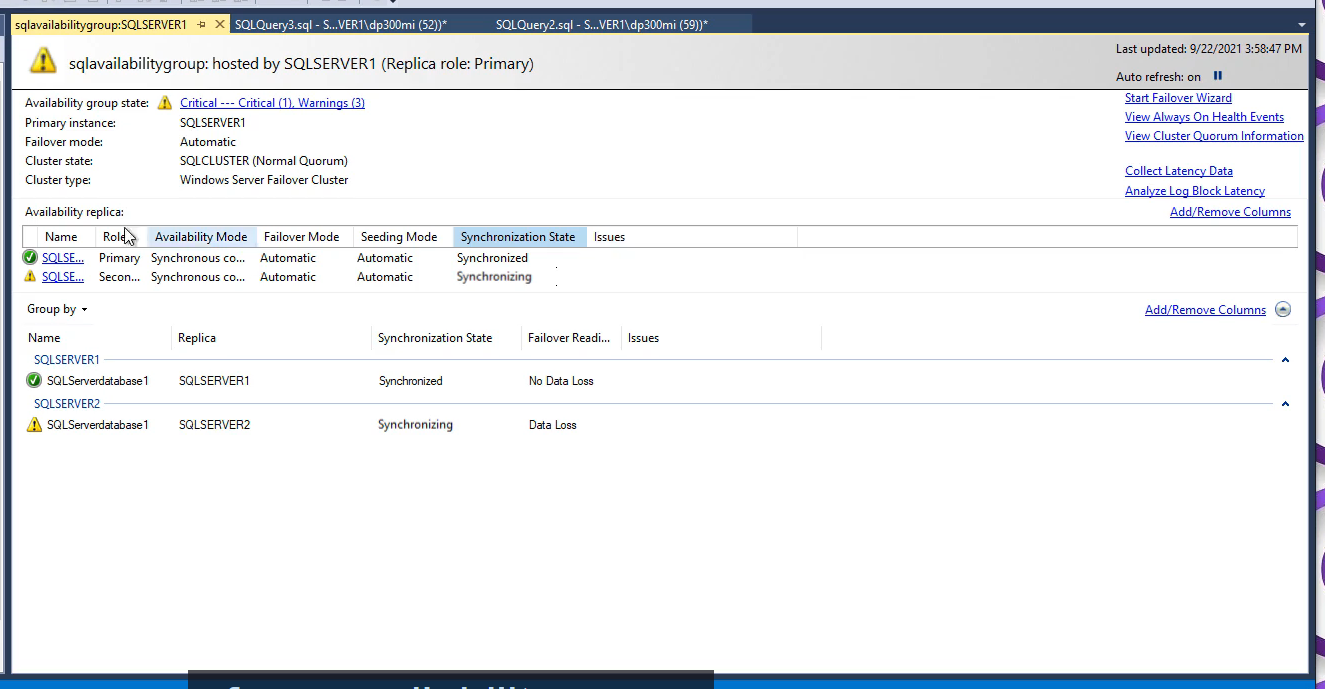 sqlavailabilitygroup:SQLSERVER1 SQLQuery3.sql - S...VER1\dp300mi (52))* SQLQuery2.sql - S...VER1\dp300mi (59))*
sqlavailabilitygroup: hosted by SQLSERVER1 (Replica role: Primary)
Last updated: 9/22/2021 3:58:47 PM
Auto refresh: on
Availability group state: Critical --- Critical (1), Warnings (3)
Primary instance: SQLSERVER1
Failover mode: Automatic
Cluster state: SQLCLUSTER (Normal Quorum)
Cluster type: Windows Server Failover Cluster
Start Failover Wizard
View Always On Health Events
View Cluster Quorum Information
Collect Latency Data
Analyze Log Block Latency
Availability replica: Add/Remove Columns
Name Role Availability Mode Failover Mode Seeding Mode Synchronization State Issues
SQLSE... Primary Synchronous co... Automatic Automatic Synchronized
SQLSE... Secon... Synchronous co... Automatic Automatic Synchronizing
Group by Add/Remove Columns
Name Replica Synchronization State Failover Readi... Issues
SQLSERVER1
SQLServerdatabase1 SQLSERVER1 Synchronized No Data Loss
SQLSERVER2
SQLServerdatabase1 SQLSERVER2 Synchronizing Data Loss